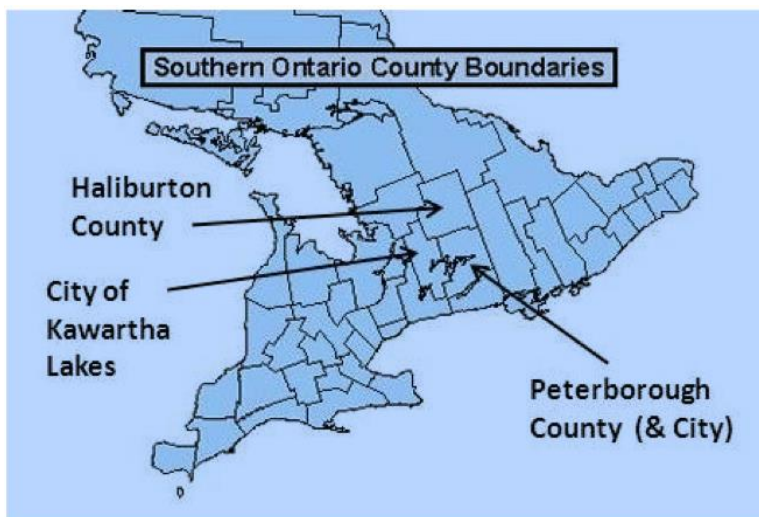 Southern Ontario County Boundaries
Haliburton
County
City of
Kawartha
Lakes
Peterborough
County (& City)